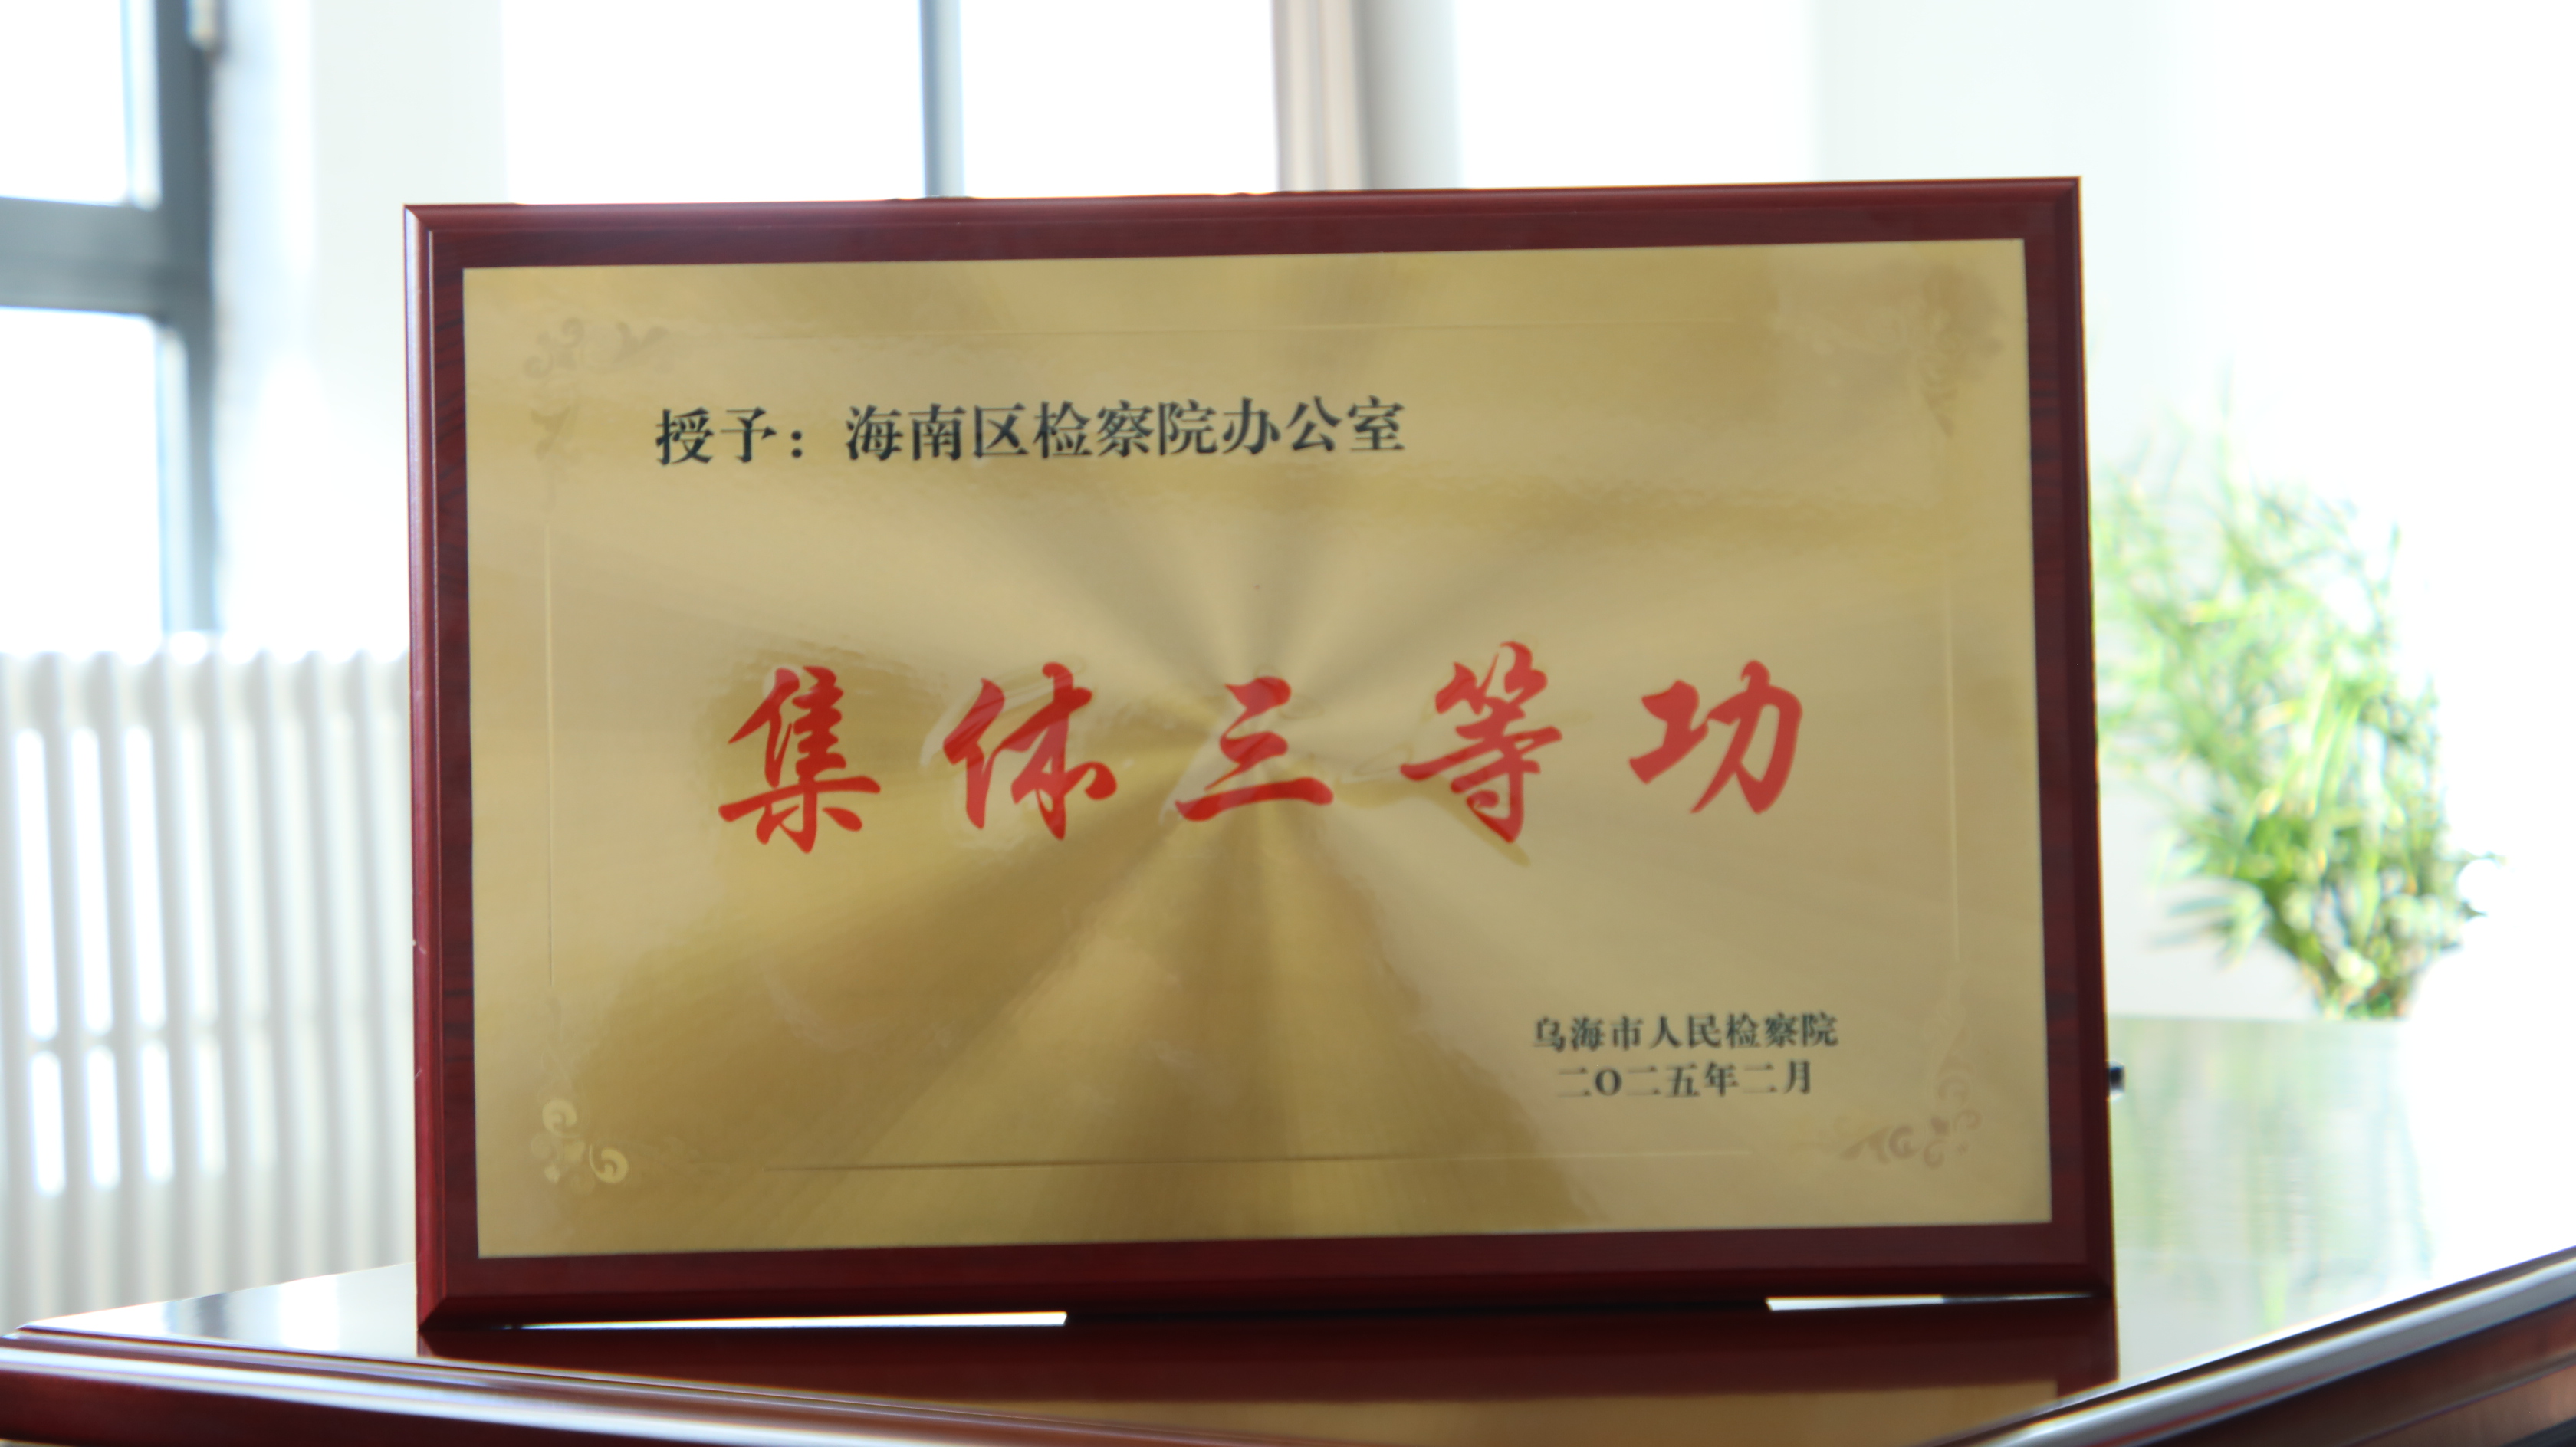 授予：海南区检察院办公室
集体三等功
乌海市人民检察院
二〇二五年二月